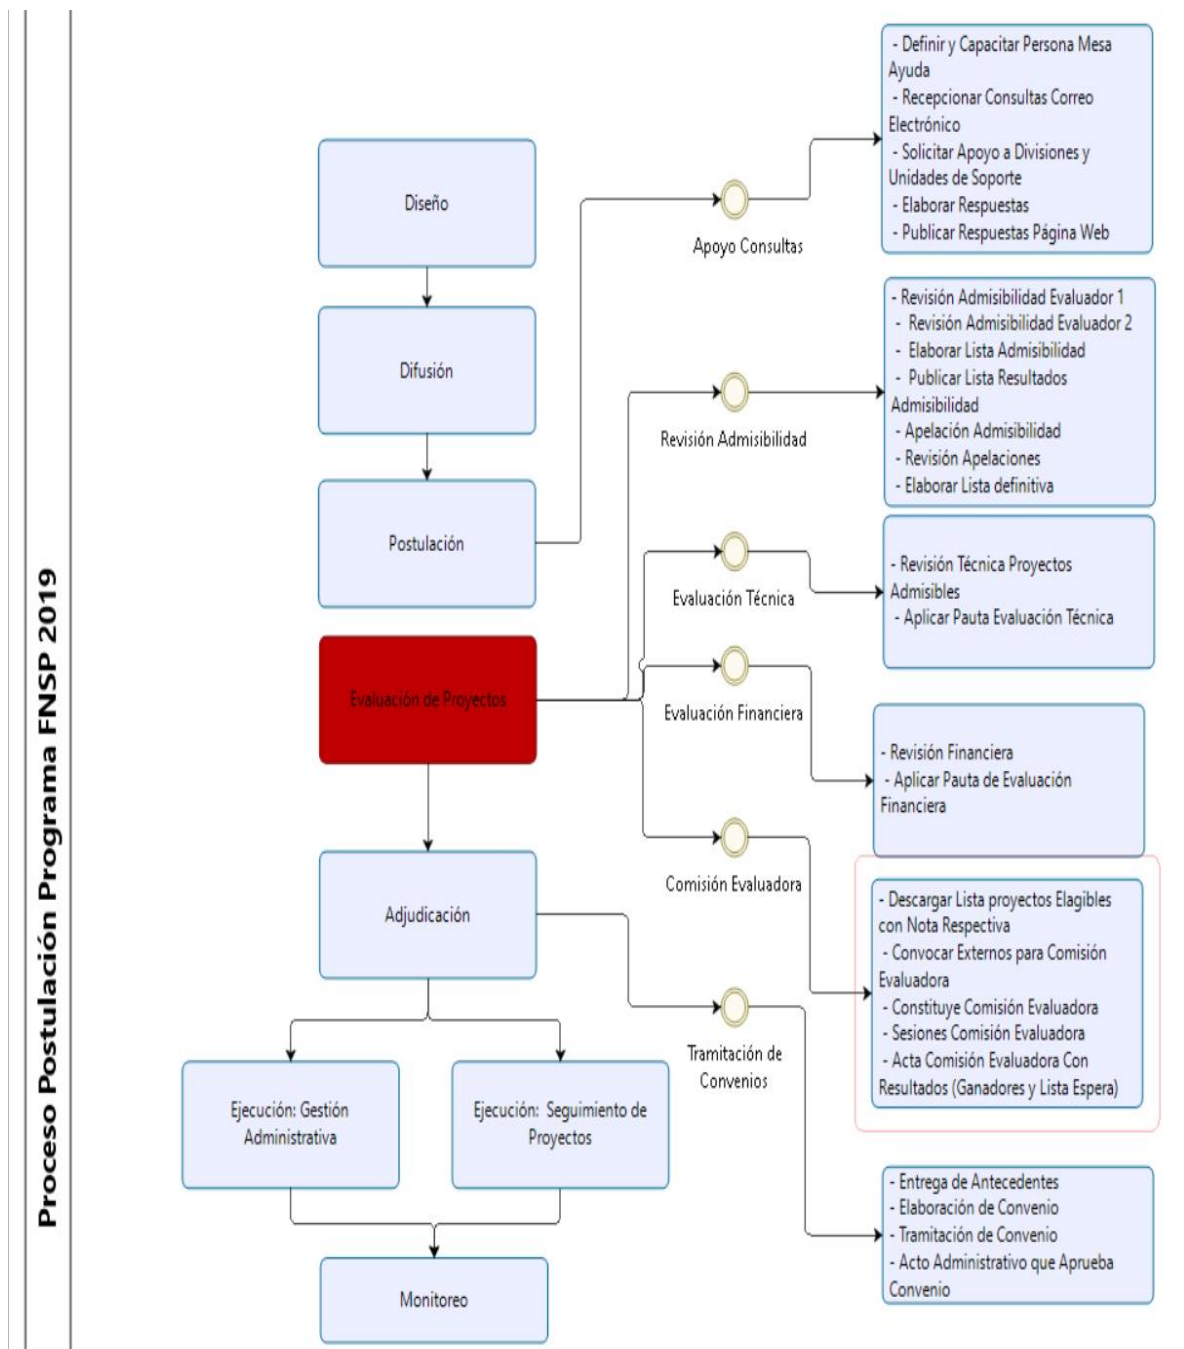 Proceso Postulación Programa FNSP 2019
Diseño
Difusión
Postulación
Evaluación de Proyectos
Adjudicación
Ejecución: Gestión
Administrativa
Ejecución:  Seguimiento de
Proyectos
Monitoreo
Apoyo Consultas
Revisión Admisibilidad
Evaluación Técnica
Evaluación Financiera
Comisión Evaluadora
Tramitación de
Convenios
- Definir y Capacitar Persona Mesa
Ayuda
- Recepcionar Consultas Correo
Electrónico
- Solicitar Apoyo a Divisiones y
Unidades de Soporte
- Elaborar Respuestas
- Publicar Respuestas Página Web
- Revisión Admisibilidad Evaluador 1
-  Revisión Admisibilidad Evaluador 2
- Elaborar Lista Admisibilidad
-  Publicar Lista Resultados
Admisibilidad
- Apelación Admisibilidad
- Revisión Apelaciones
- Elaborar Lista definitiva
- Revisión Técnica Proyectos
Admisibles
- Aplicar Pauta Evaluación Técnica
- Revisión Financiera
- Aplicar Pauta de Evaluación
Financiera
- Descargar Lista proyectos Elagibles
con Nota Respectiva
- Convocar Externos para Comisión
Evaluadora
- Constituye Comisión Evaluadora
- Sesiones Comisión Evaluadora
- Acta Comisión Evaluadora Con
Resultados (Ganadores y Lista Espera)
- Entrega de Antecedentes
- Elaboración de Convenio
- Tramitación de Convenio
- Acto Administrativo que Aprueba
Convenio